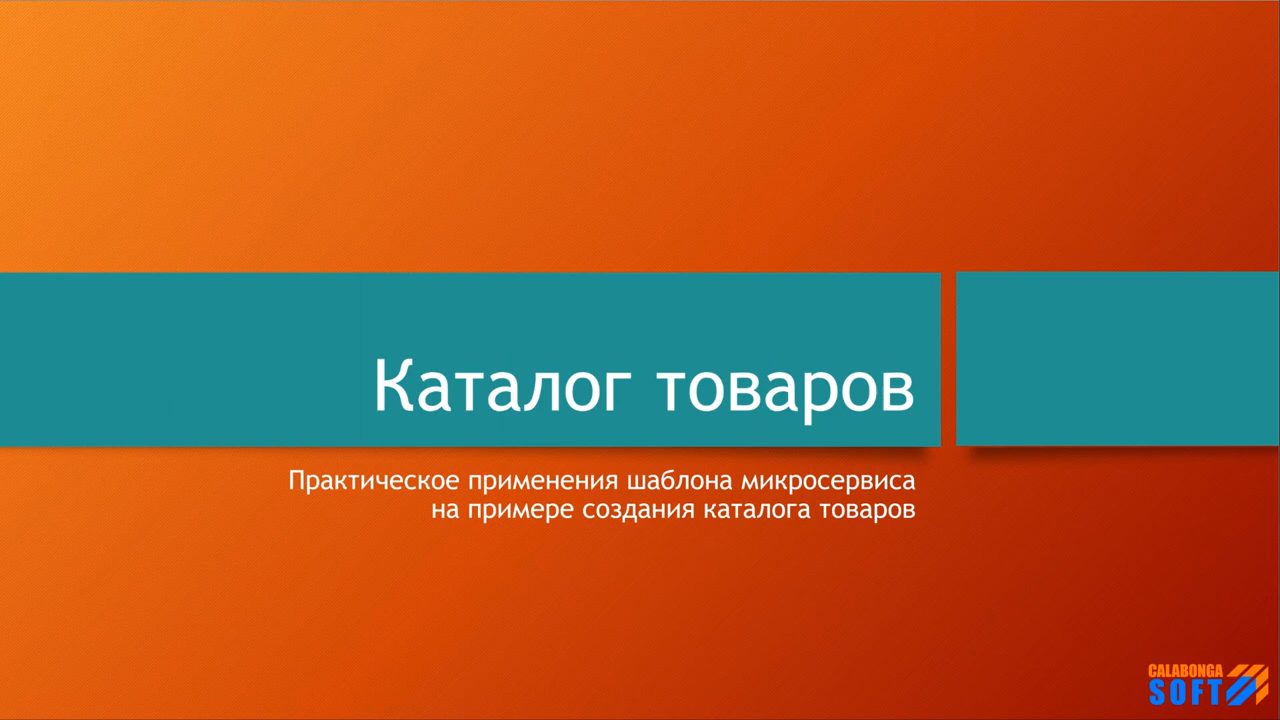 Каталог товаров
Практическое применения шаблона микросервиса
на примере создания каталога товаров
CALABONGA
SOFT